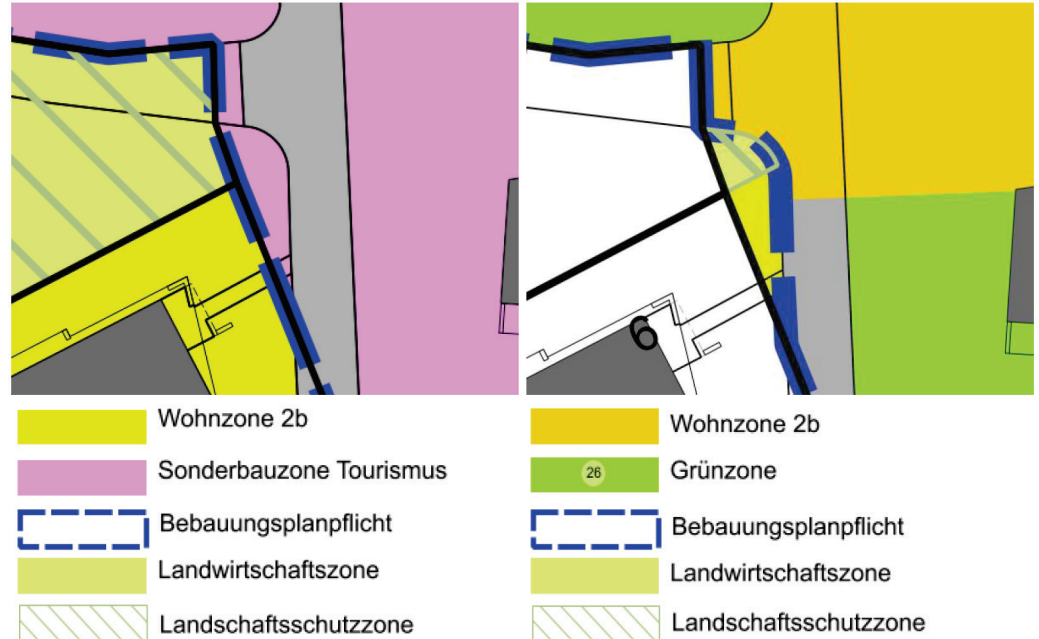 6
Wohnzone 2b
Sonderbauzone Tourismus
Bebauungsplanpflicht
Landwirtschaftszone
Landschaftsschutzzone
Wohnzone 2b
26 Grünzone
Bebauungsplanpflicht
Landwirtschaftszone
Landschaftsschutzzone